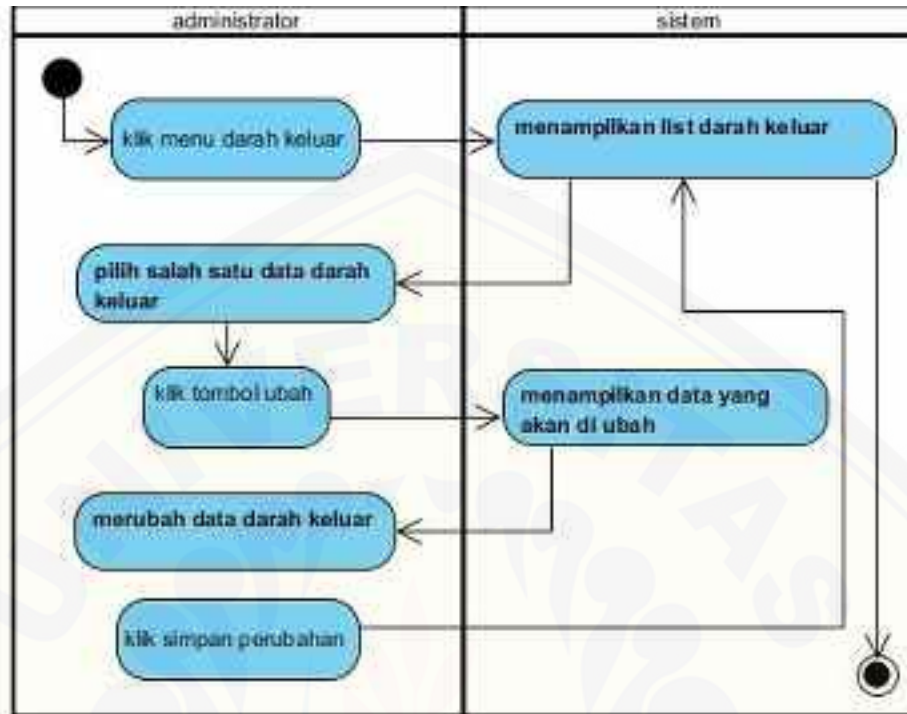 administrator
sistem
klik menu darah keluar
menampilkan list darah keluar
pilih salah satu data darah
keluar
klik tombol ubah
menampilkan data yang
akan di ubah
merubah data darah keluar
klik simpan perubahan
UNIVERSITAS